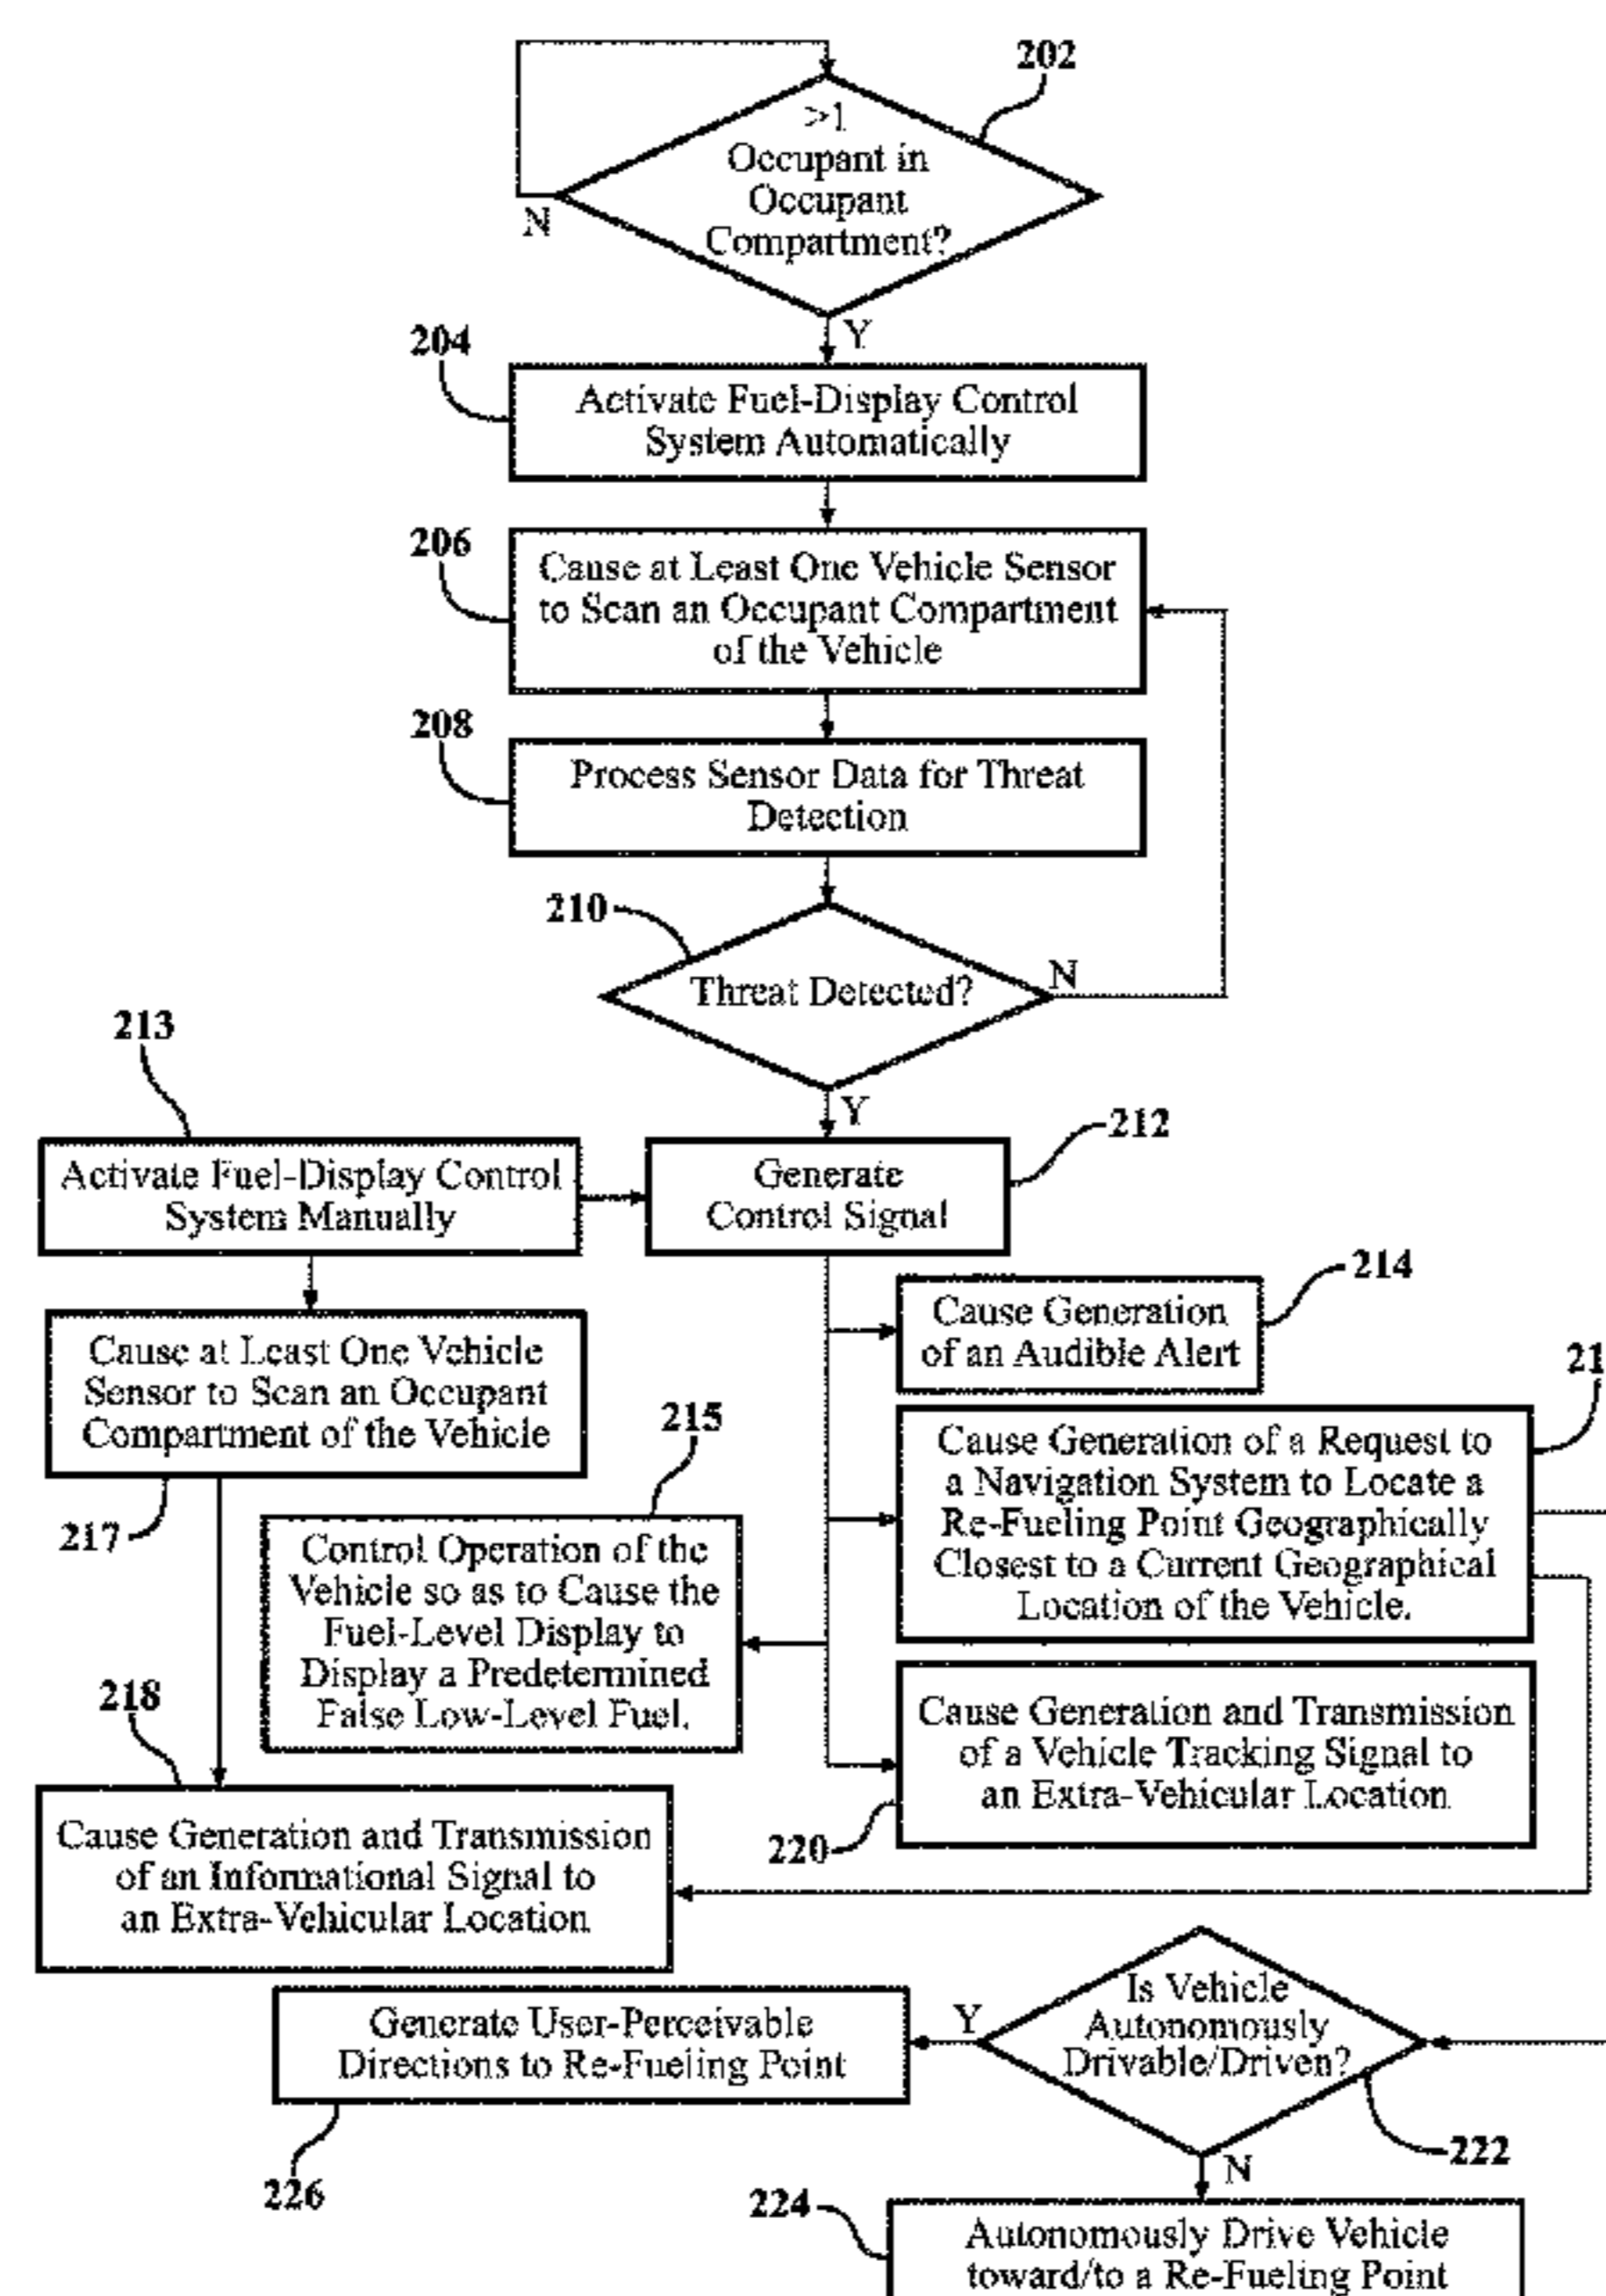 202
>1
Occupant in
Occupant
Compartment?
N
Y
204
Activate Fuel-Display Control
System Automatically
206
Cause at Least One Vehicle Sensor
to Scan an Occupant Compartment
of the Vehicle
208
Process Sensor Data for Threat
Detection
210
Threat Detected?
N
Y
213
Activate Fuel-Display Control
System Manually
212
Generate
Control Signal
214
Cause Generation
of an Audible Alert
217
Cause at Least One Vehicle
Sensor to Scan an Occupant
Compartment of the Vehicle
21
Cause Generation of a Request to
a Navigation System to Locate a
Re-Fueling Point Geographically
Closest to a Current Geographical
Location of the Vehicle.
215
Control Operation of the
Vehicle so as to Cause the
Fuel-Level Display to
Display a Predetermined
False Low-Level Fuel.
220
Cause Generation and Transmission
of a Vehicle Tracking Signal to
an Extra-Vehicular Location
218
Cause Generation and Transmission
of an Informational Signal to
an Extra-Vehicular Location
222
Is Vehicle
Autonomously
Drivable/Driven?
Y
N
226
Generate User-Perceivable
Directions to Re-Fueling Point
224
Autonomously Drive Vehicle
toward/to a Re-Fueling Point